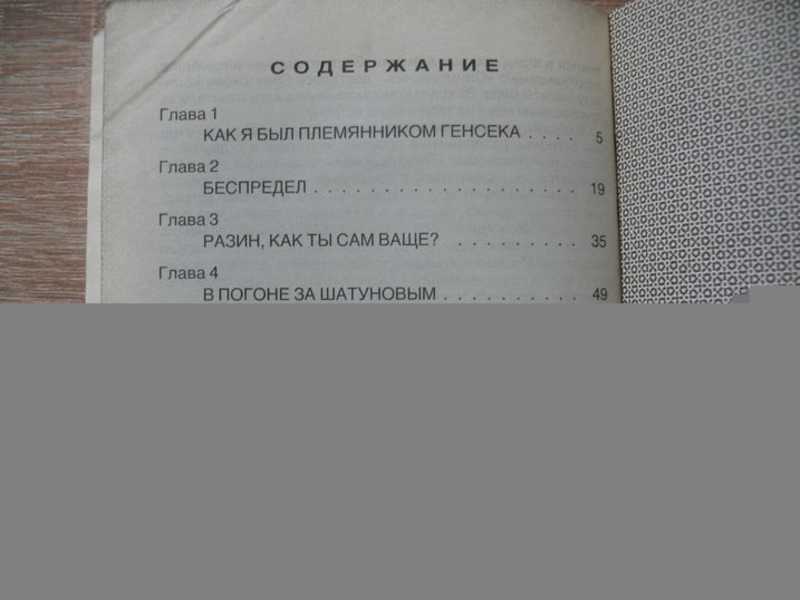 СОДЕРЖАНИЕ
Глава 1
КАК Я БЫЛ ПЛЕМЯННИКОМ ГЕНСЕКА . . . . 5
Глава 2
БЕСПРЕДЕЛ . . . . . . . . . . . . . . . . . . . . . . . 19
Глава 3
РАЗИН, КАК ТЫ САМ ВАЩЕ? . . . . . . . . . . . 35
Глава 4
В ПОГОНЕ ЗА ШАТУНОВЫМ . . . . . . . . . . . . 49